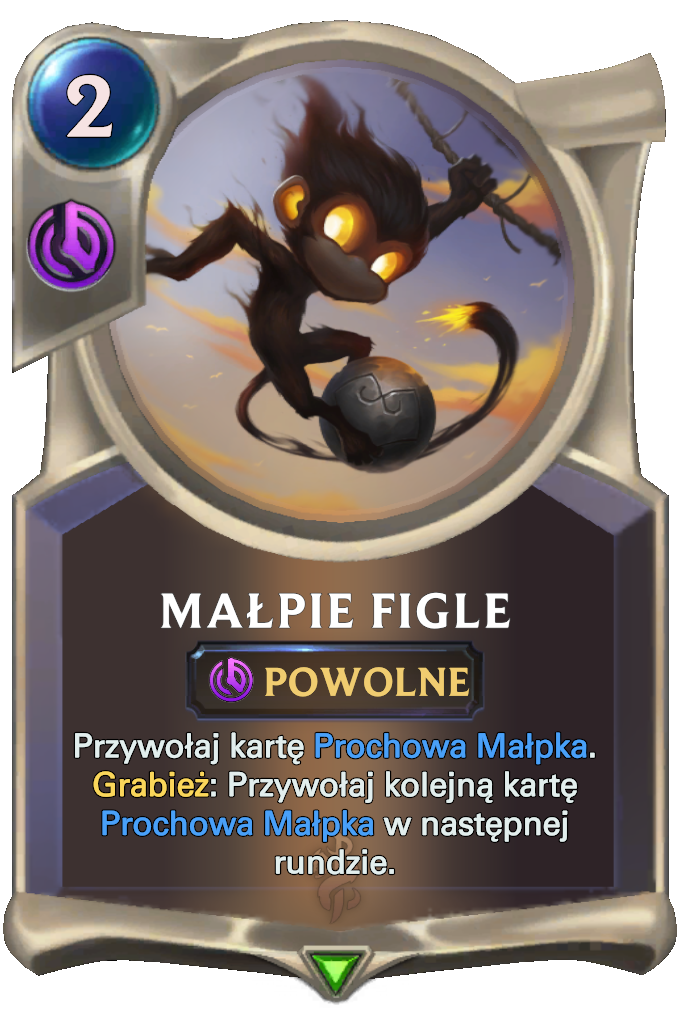 2
MAŁPIE FIGLE
POWOLNE
Przywołaj kartę Prochowa Małpka.
Grabież: Przywołaj kolejną kartę
Prochowa Małpka w następnej
rundzie.